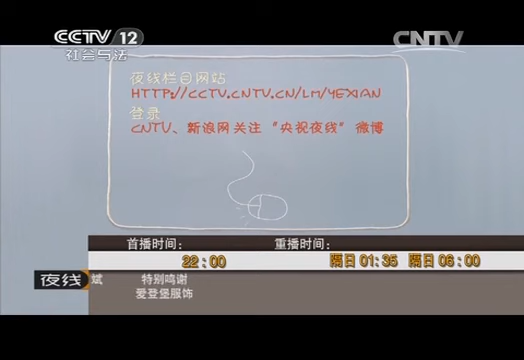 CCTV 12
社会与法
CNTV
夜线栏目网站
HTTP://CCTV.CNTV.CN/LM/YEXIAN
登录
CNTV、新浪网关注 “央视夜线” 微博
首播时间： 重播时间：
22：00 隔日 01：35 隔日 06：00
夜线 斌 特别鸣谢
爱登堡服饰